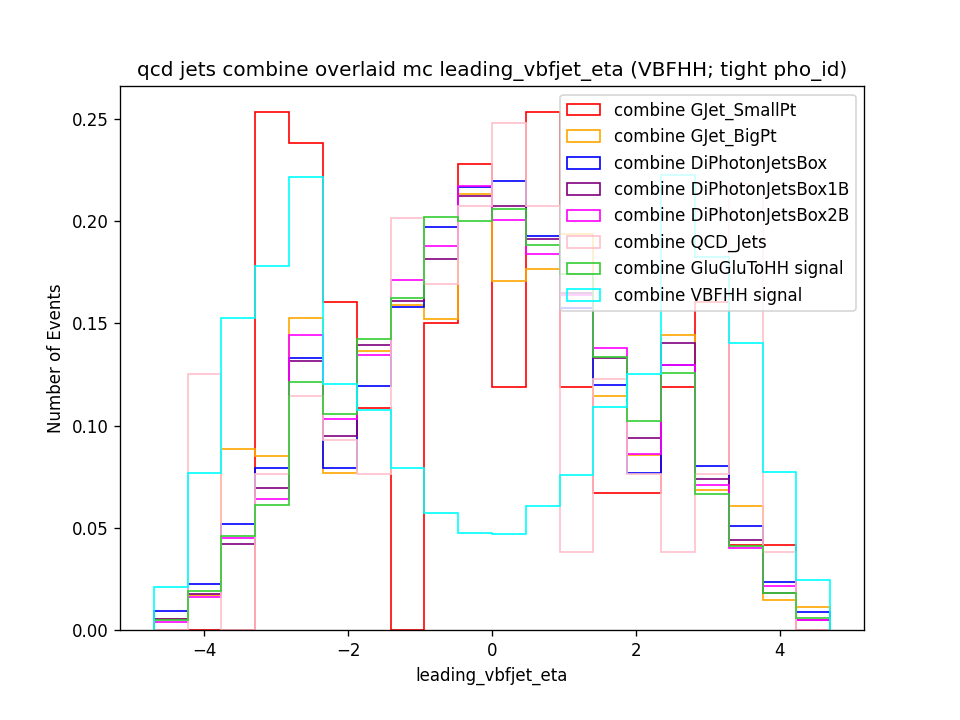 qcd jets combine overlaid mc leading_vbfjet_eta (VBFHH; tight pho_id)
0.25
0.20
0.15
0.10
0.05
0.00
Number of Events
combine GJet_SmallPt
combine GJet_BigPt
combine DiPhotonJetsBox
combine DiPhotonJetsBox1B
combine DiPhotonJetsBox2B
combine QCD_Jets
combine GluGluToHH signal
combine VBFHH signal
−4 −2 0 2 4
leading_vbfjet_eta